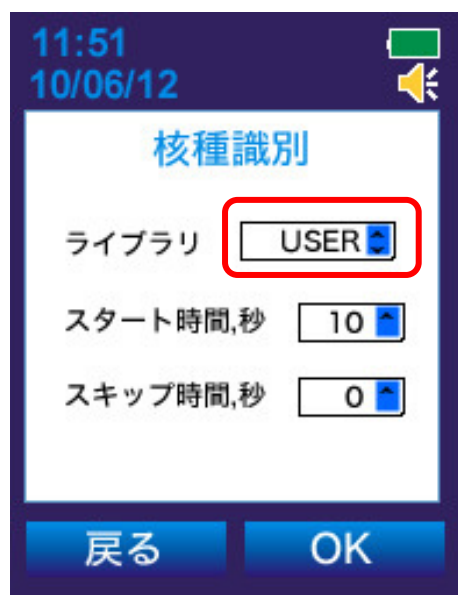 11:51
10/06/12
核種識別
ライブラリ USER
スタート時間,秒 10
スキップ時間,秒 0
戻る OK